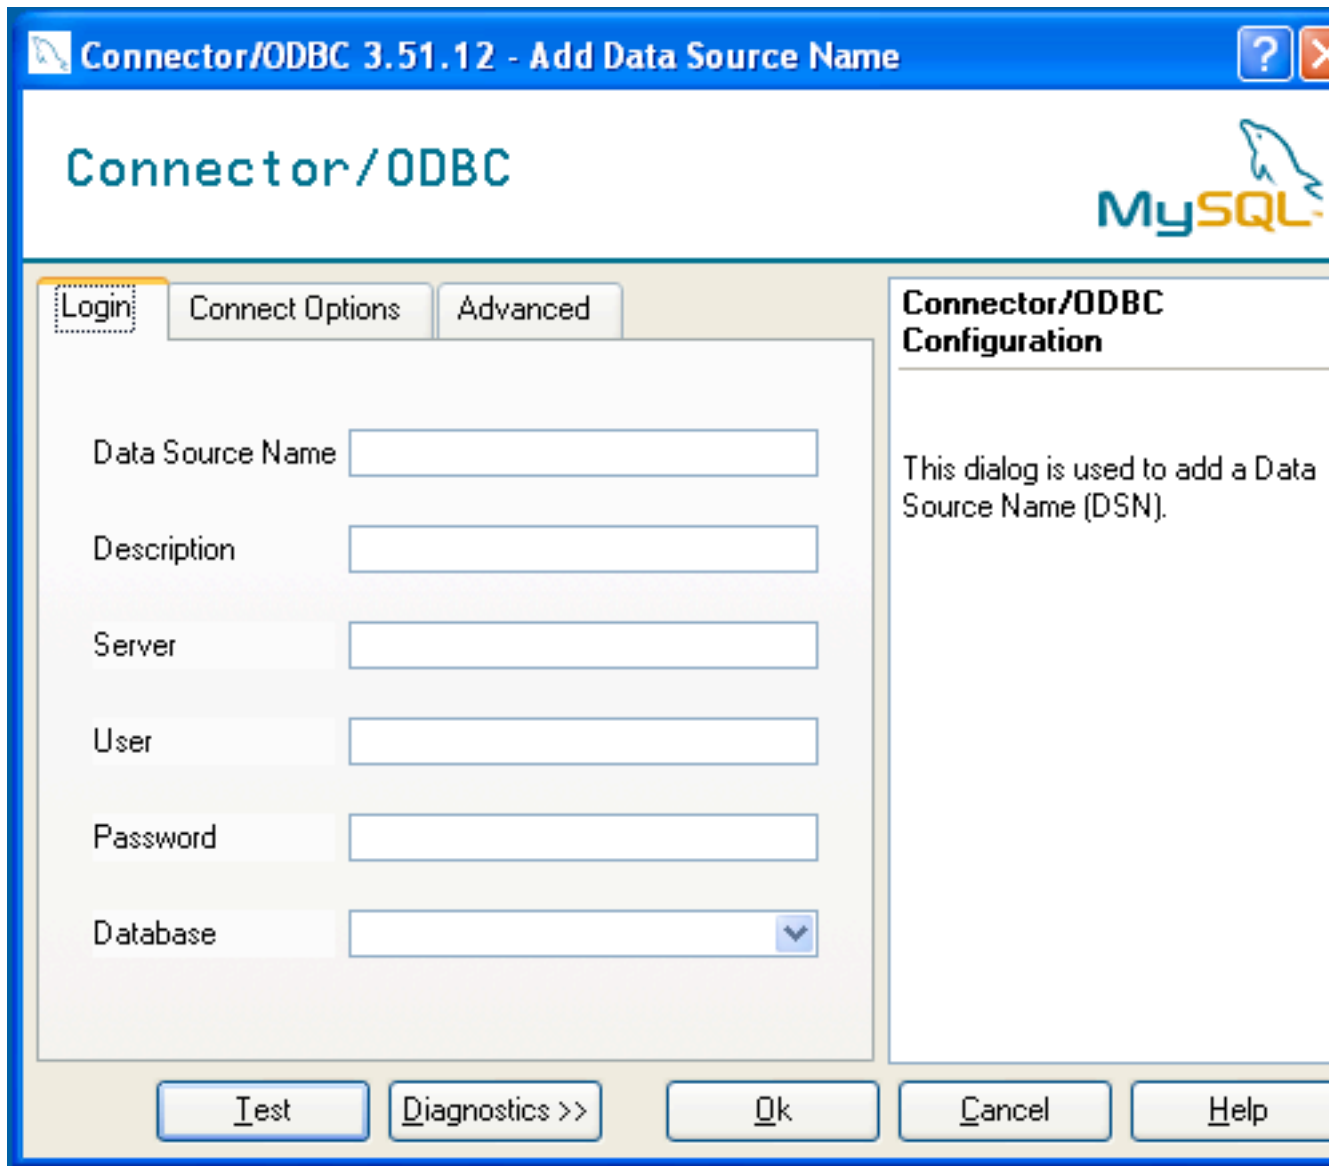 Connector/ODBC 3.51.12 - Add Data Source Name
?
Connector/ODBC
MySQL
Login
Connect Options
Advanced
Connector/ODBC
Configuration
Data Source Name
This dialog is used to add a Data
Source Name (DSN).
Description
Server
User
Password
Database
Test
Diagnostics >>
Ok
Cancel
Help